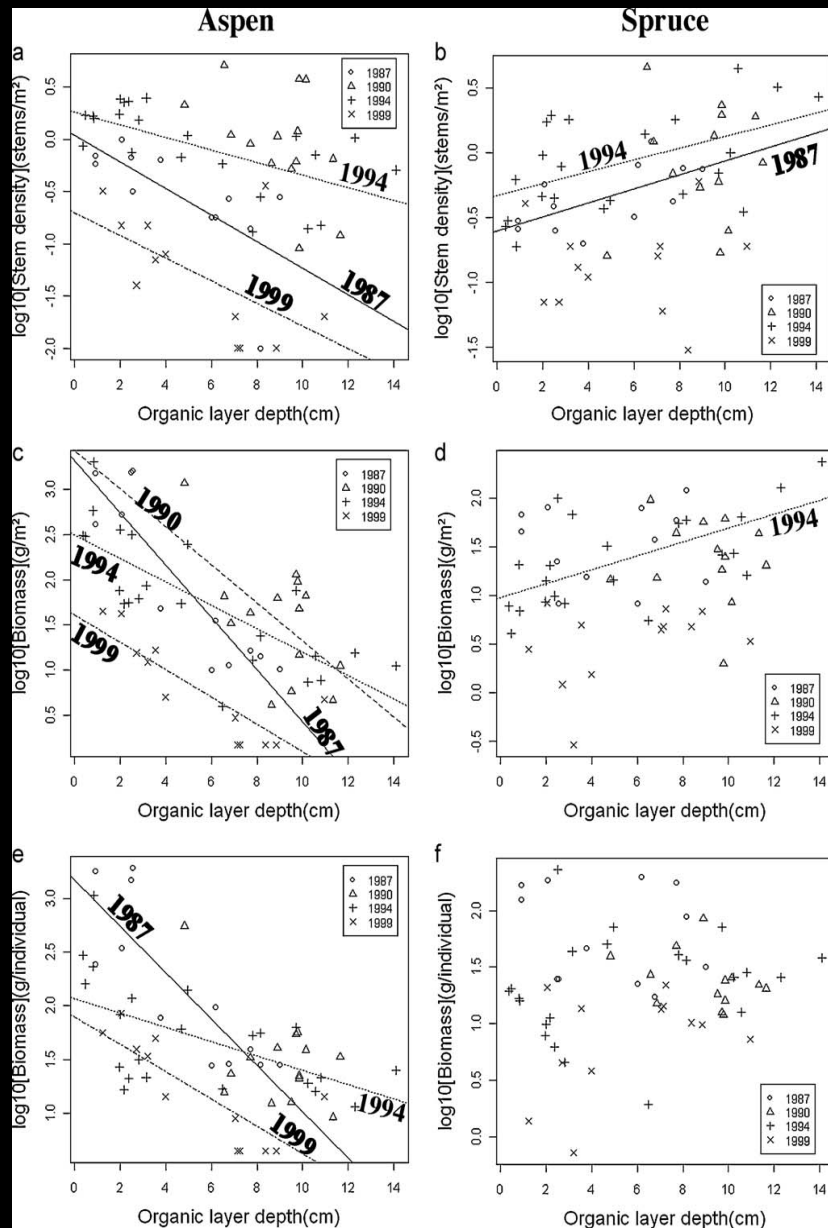 Aspen Spruce
a
log10[Stem density](stems/m²)
0.5
0.0
-0.5
-1.0
-1.5
-2.0
1987
1990
1994
1999
1994
1987
1999
0 2 4 6 8 10 12 14
Organic layer depth(cm)
b
log10[Stem density](stems/m²)
0.5
0.0
-0.5
-1.0
-1.5
1994
1987
1987
1990
1994
1999
0 2 4 6 8 10 12 14
Organic layer depth(cm)
c
log10[Biomass](g/m²)
3.0
2.5
2.0
1.5
1.0
0.5
1987
1990
1994
1999
1990
1994
1999
1987
0 2 4 6 8 10 12 14
Organic layer depth(cm)
d
log10[Biomass](g/m²)
2.0
1.5
1.0
0.5
0.0
-0.5
1994
1987
1990
1994
1999
0 2 4 6 8 10 12 14
Organic layer depth(cm)
e
log10[Biomass](g/individual)
3.0
2.5
2.0
1.5
1.0
1987
1990
1994
1999
1987
1994
1999
0 2 4 6 8 10 12 14
Organic layer depth(cm)
f
log10[Biomass](g/individual)
2.0
1.5
1.0
0.5
0.0
1987
1990
1994
1999
0 2 4 6 8 10 12 14
Organic layer depth(cm)